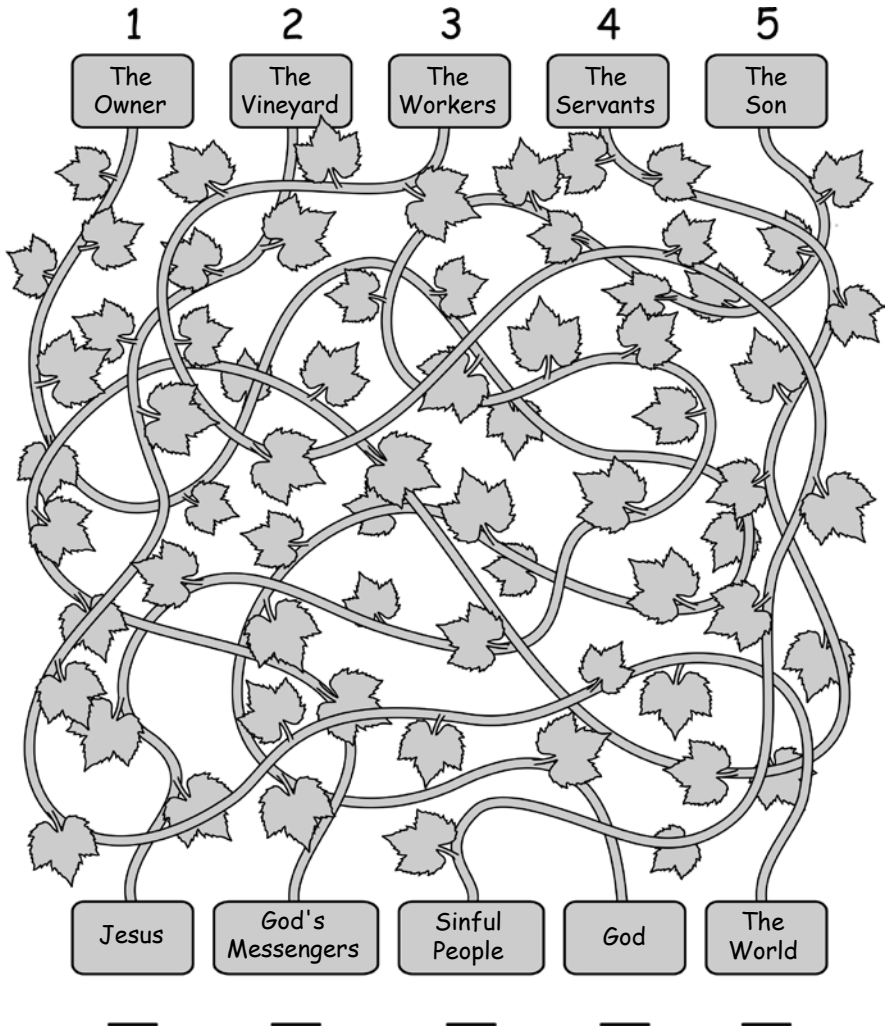 1 2 3 4 5
The Owner
The Vineyard
The Workers
The Servants
The Son
Jesus
God's Messengers
Sinful People
God
The World